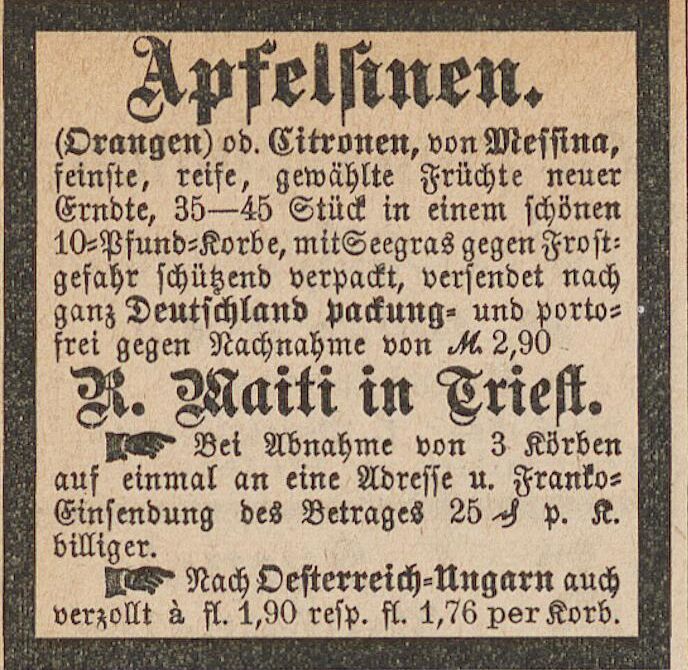 Apfelsinen.
(Orangen) od. Citronen, von Messina,
feinste, reife, gewählte Früchte neuer
Erndte, 35—45 Stück in einem schönen
10-Pfund-Korbe, mit Seegras gegen Frost-
gefahr schützend verpackt, versendet nach
ganz Deutschland packung- und porto-
frei gegen Nachnahme von M. 2,90
R. Maiti in Triest.
☛ Bei Abnahme von 3 Körben
auf einmal an eine Adresse u. Franko-
Einsendung des Betrages 25 ₰ p. K.
billiger.
☛ Nach Oesterreich-Ungarn auch
verzollt à fl. 1,90 resp. fl. 1,76 per Korb.